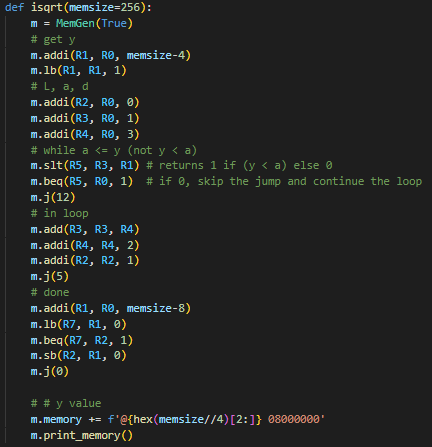 def isqrt(memsize=256):
    m = MemGen(True)
    # get y
    m.addi(R1, R0, memsize-4)
    m.lb(R1, R1, 1)
    # L, a, d
    m.addi(R2, R0, 0)
    m.addi(R3, R0, 1)
    m.addi(R4, R0, 3)
    # while a <= y (not y < a)
    m.slt(R5, R3, R1) # returns 1 if (y < a) else 0
    m.beq(R5, R0, 1)  # if 0, skip the jump and continue the loop
    m.j(12)
    # in loop
    m.add(R3, R3, R4)
    m.addi(R4, R4, 2)
    m.addi(R2, R2, 1)
    m.j(5)
    # done
    m.addi(R1, R0, memsize-8)
    m.lb(R7, R1, 0)
    m.beq(R7, R2, 1)
    m.sb(R2, R1, 0)
    m.j(0)

    # # y value
    m.memory += f'@{hex(memsize//4)[2:]} 08000000'
    m.print_memory()